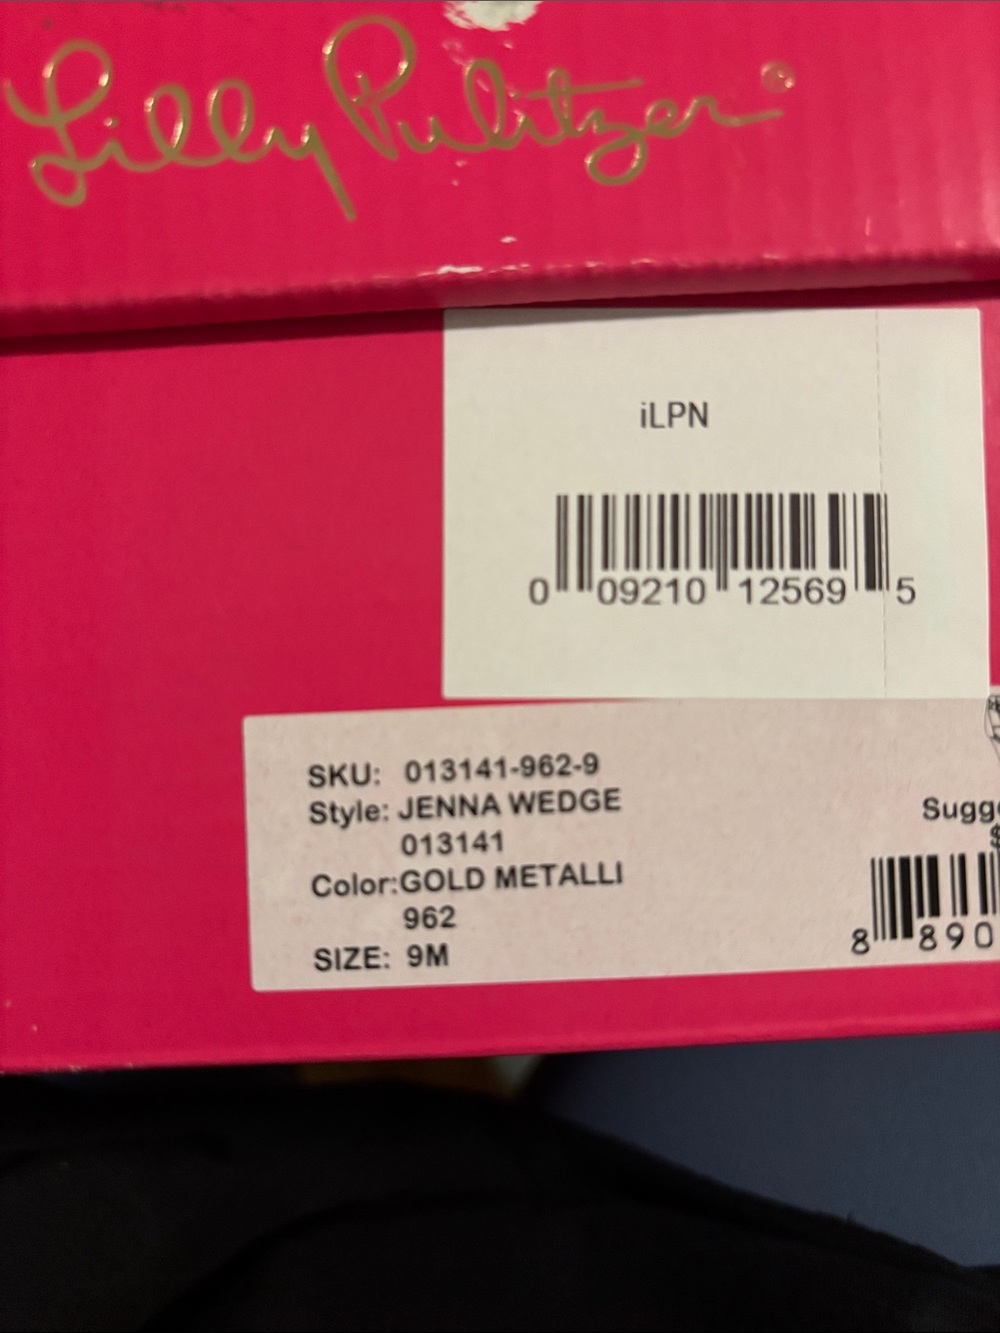 Lilly Pulitzer®
iLPN
0 09210 12569 5
SKU: 013141-962-9
Style: JENNA WEDGE
013141
Color:GOLD METALLI
962
SIZE: 9M
$
8 890